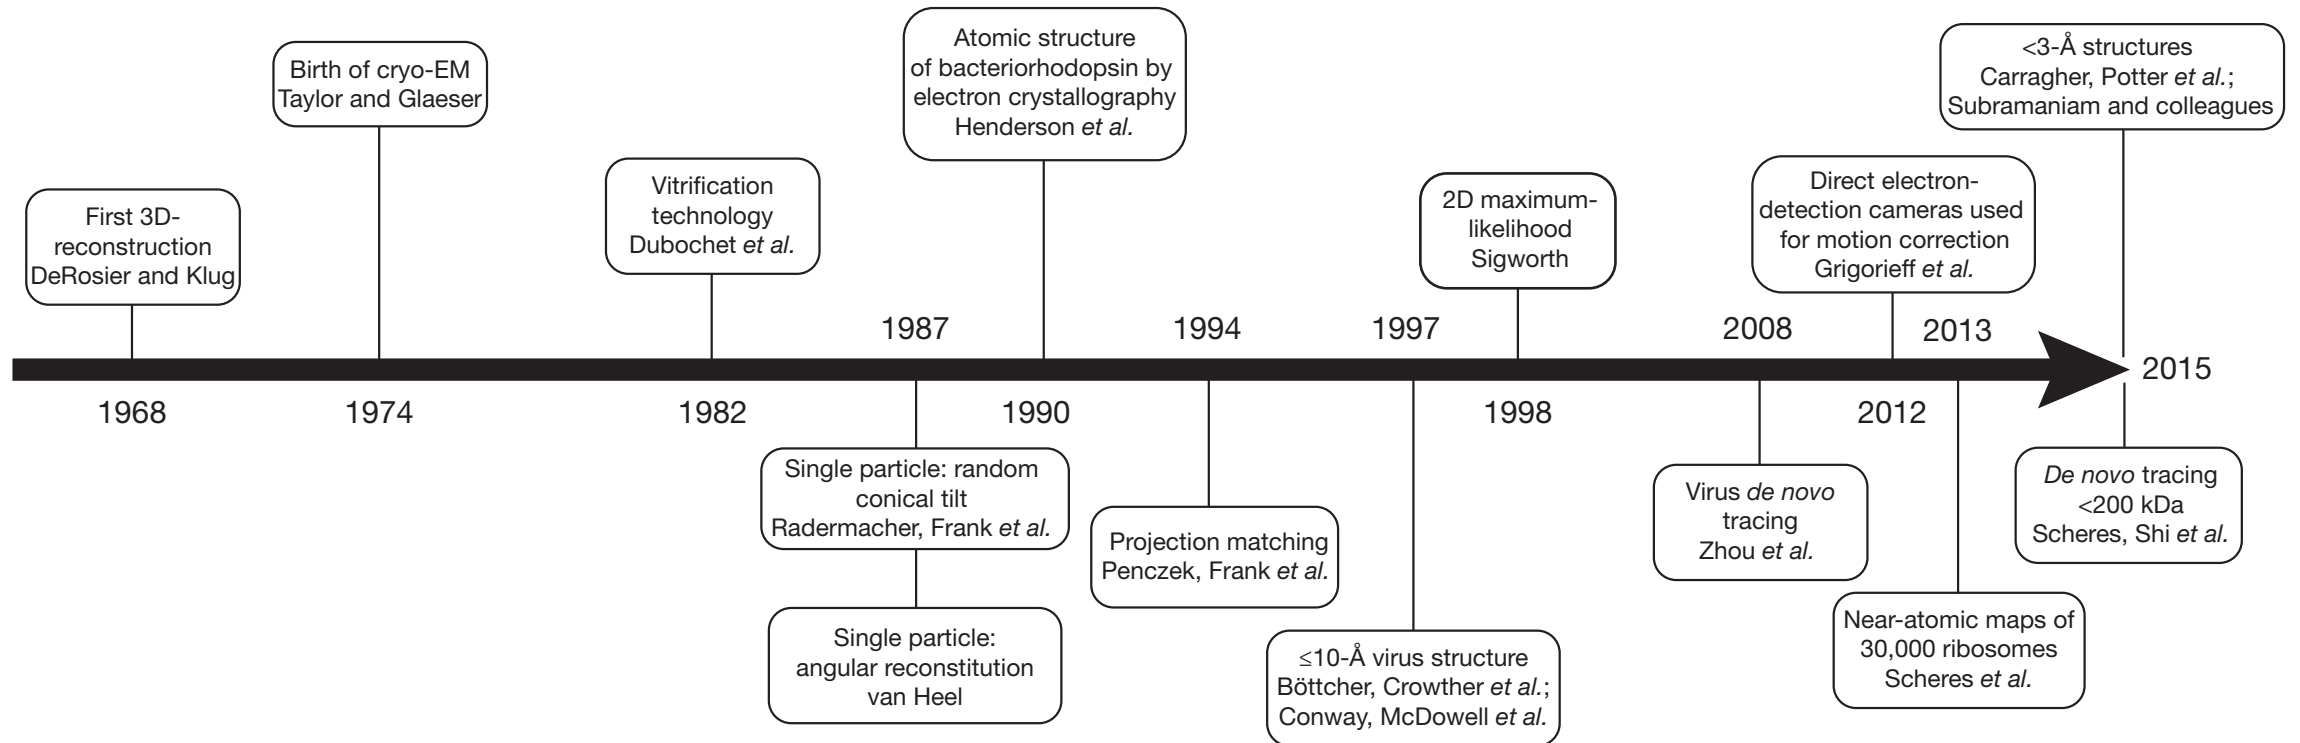 First 3D-
reconstruction
DeRosier and Klug
1968
Birth of cryo-EM
Taylor and Glaeser
1974
Vitrification
technology
Dubochet et al.
1982
1987
Single particle: random
conical tilt
Radermacher, Frank et al.
Single particle:
angular reconstitution
van Heel
Atomic structure
of bacteriorhodopsin by
electron crystallography
Henderson et al.
1990
1994
Projection matching
Penczek, Frank et al.
1997
≤10-Å virus structure
Böttcher, Crowther et al.;
Conway, McDowell et al.
2D maximum-
likelihood
Sigworth
1998
2008
Virus de novo
tracing
Zhou et al.
Direct electron-
detection cameras used
for motion correction
Grigorieff et al.
2012
2013
Near-atomic maps of
30,000 ribosomes
Scheres et al.
<3-Å structures
Carragher, Potter et al.;
Subramaniam and colleagues
2015
De novo tracing
<200 kDa
Scheres, Shi et al.